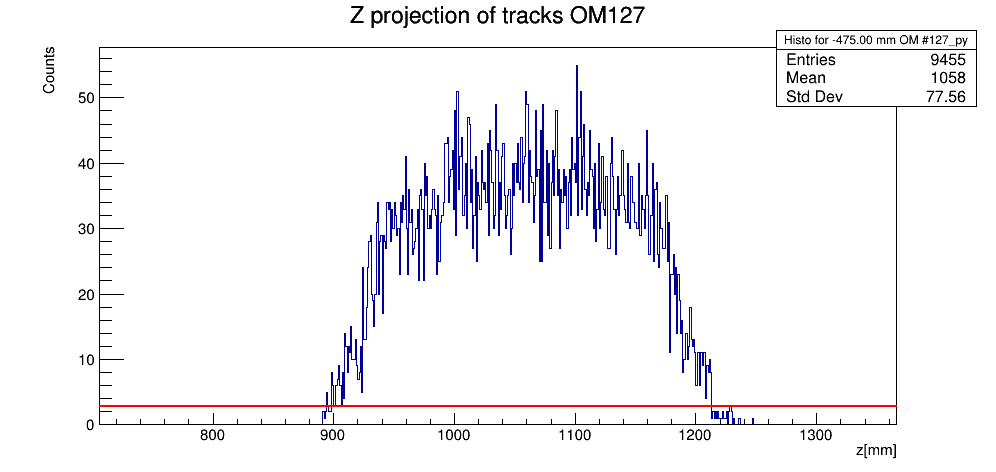 Z projection of tracks OM127
Histo for -475.00 mm OM #127_py
Entries 9455
Mean 1058
Std Dev 77.56
Counts
50
40
30
20
10
0
800 900 1000 1100 1200 1300
z[mm]